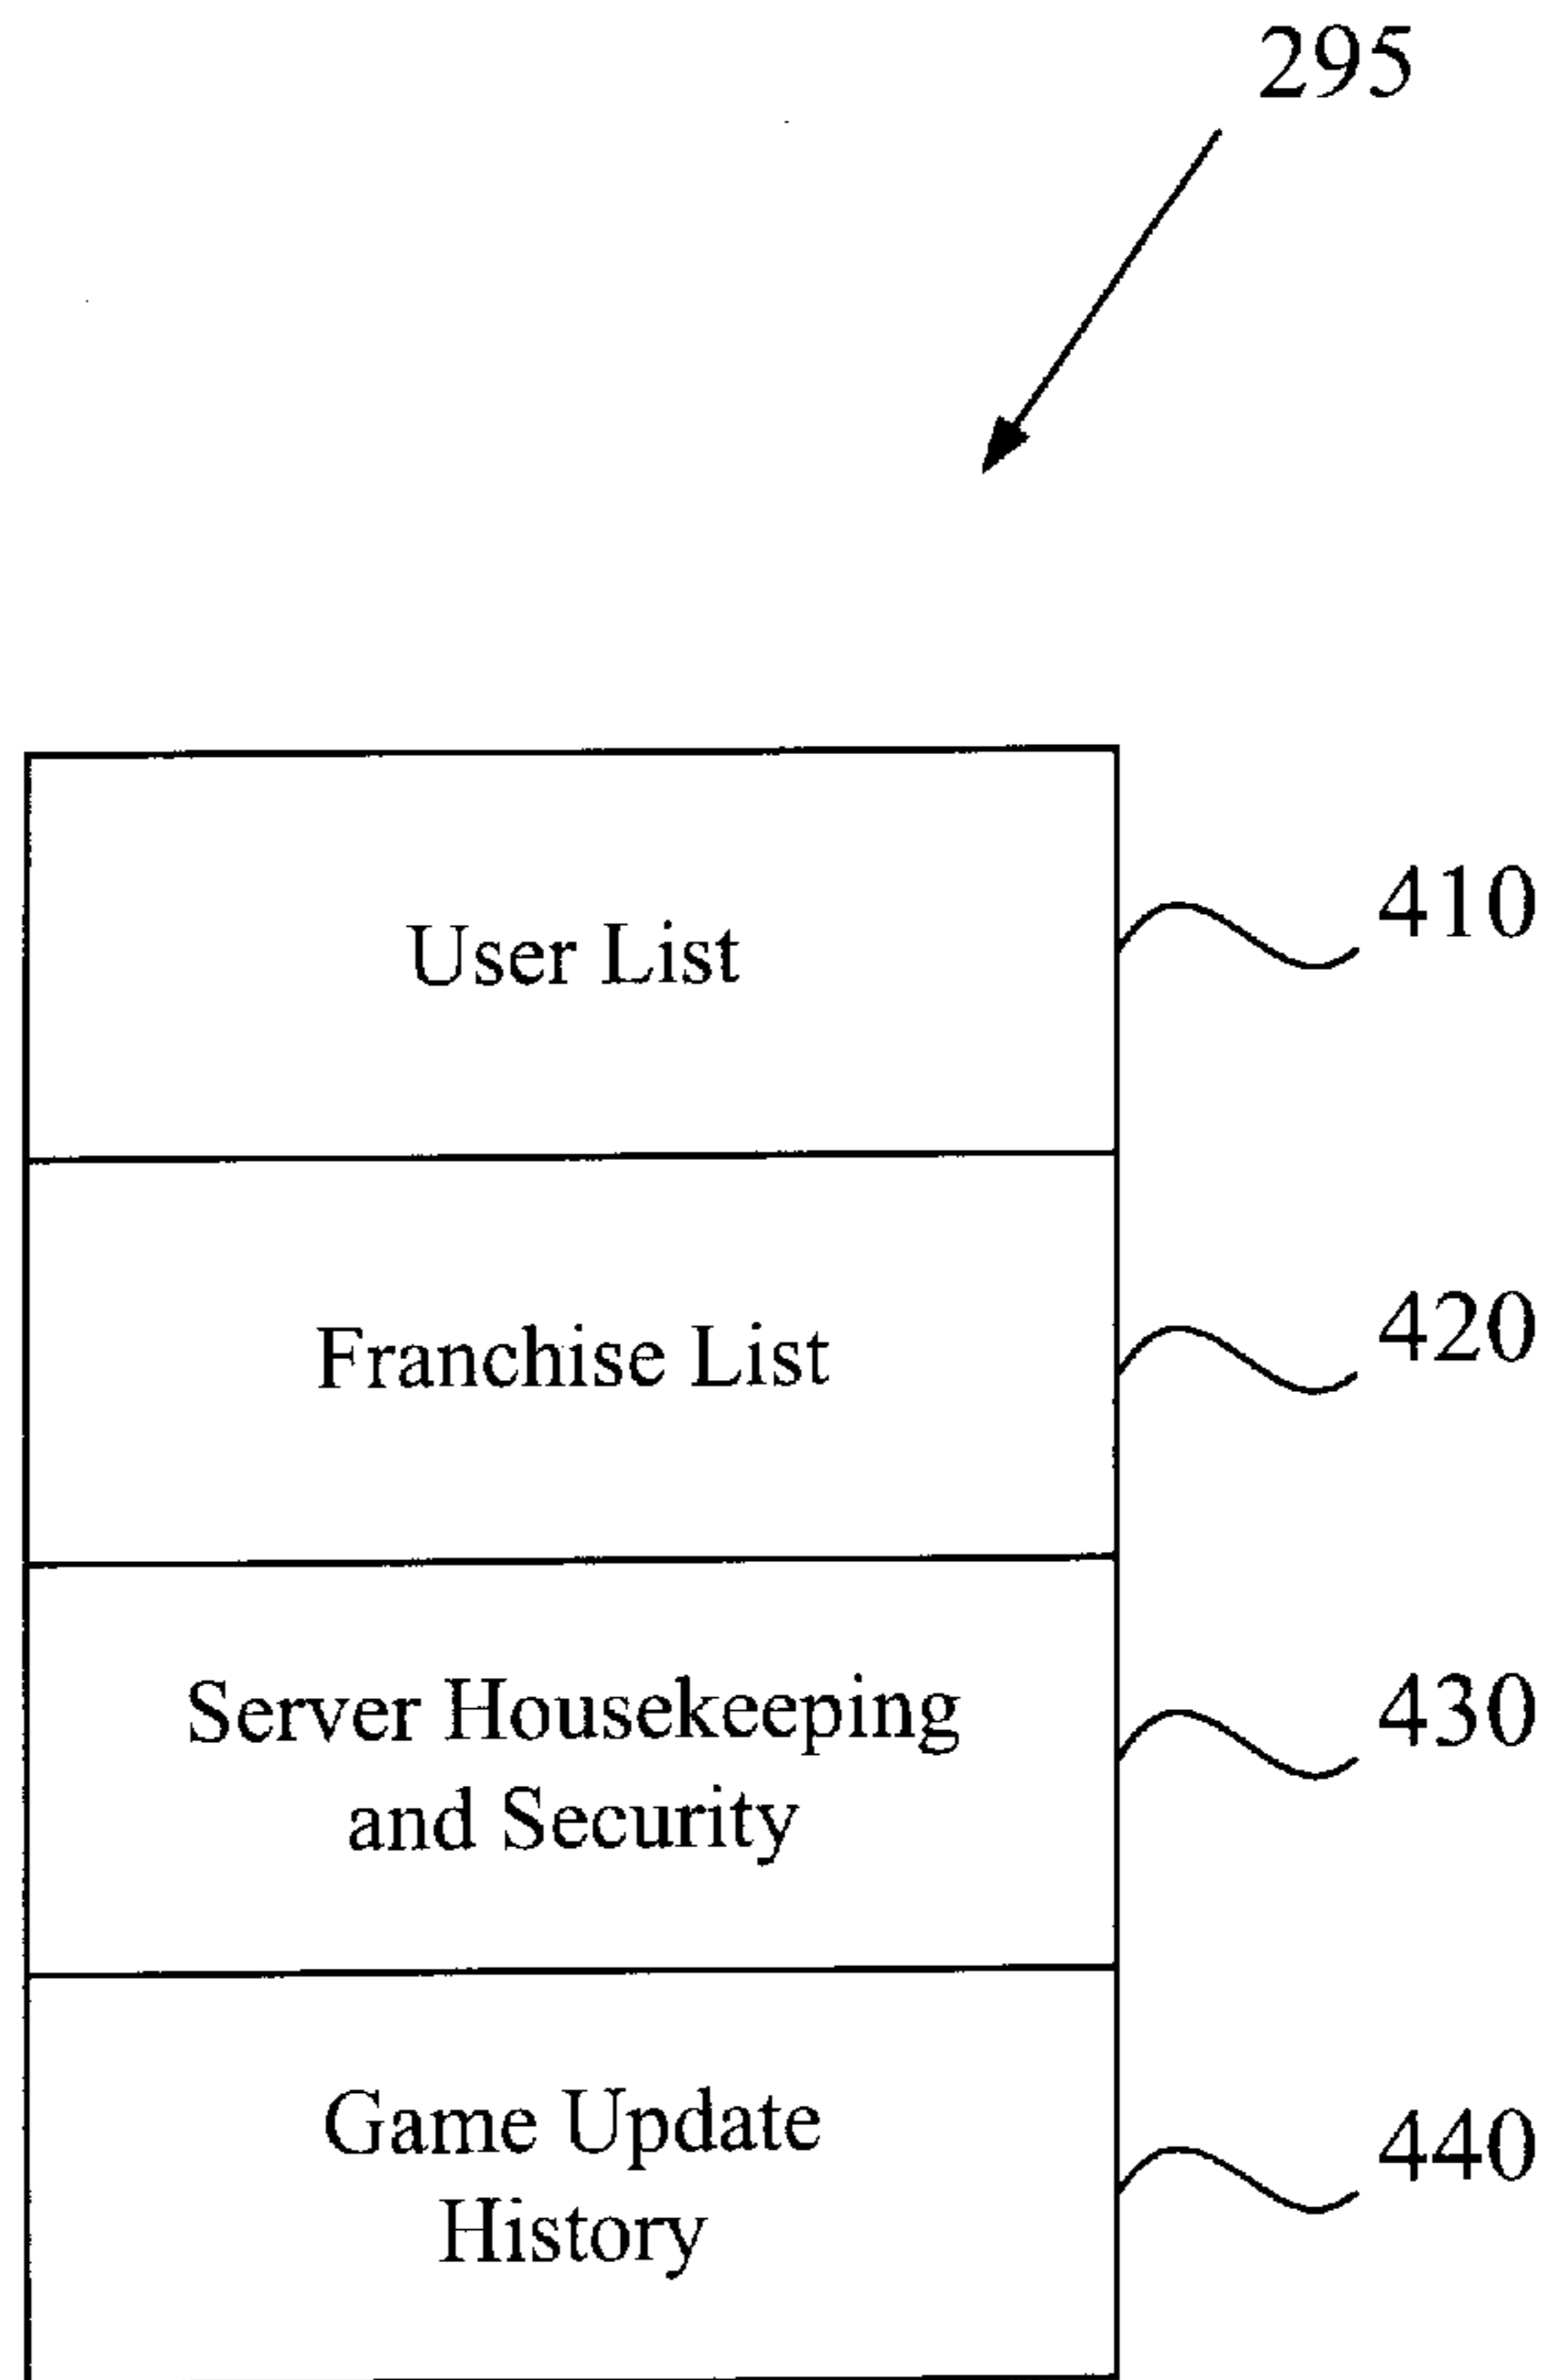 295
User List
410
Franchise List
420
Server Housekeeping
and Security
430
Game Update
History
440